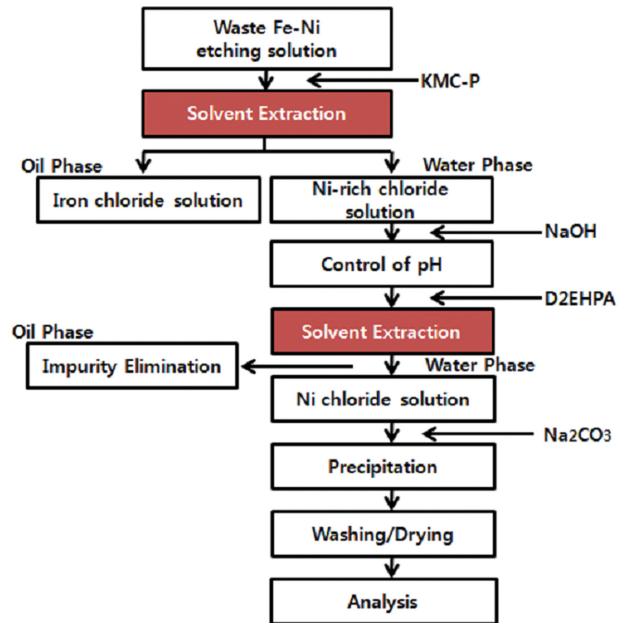 Waste Fe-Ni
etching solution
KMC-P
Solvent Extraction
Oil Phase
Water Phase
Iron chloride solution
Ni-rich chloride
solution
NaOH
Control of pH
D2EHPA
Solvent Extraction
Oil Phase
Water Phase
Impurity Elimination
Ni chloride solution
Na2CO3
Precipitation
Washing/Drying
Analysis